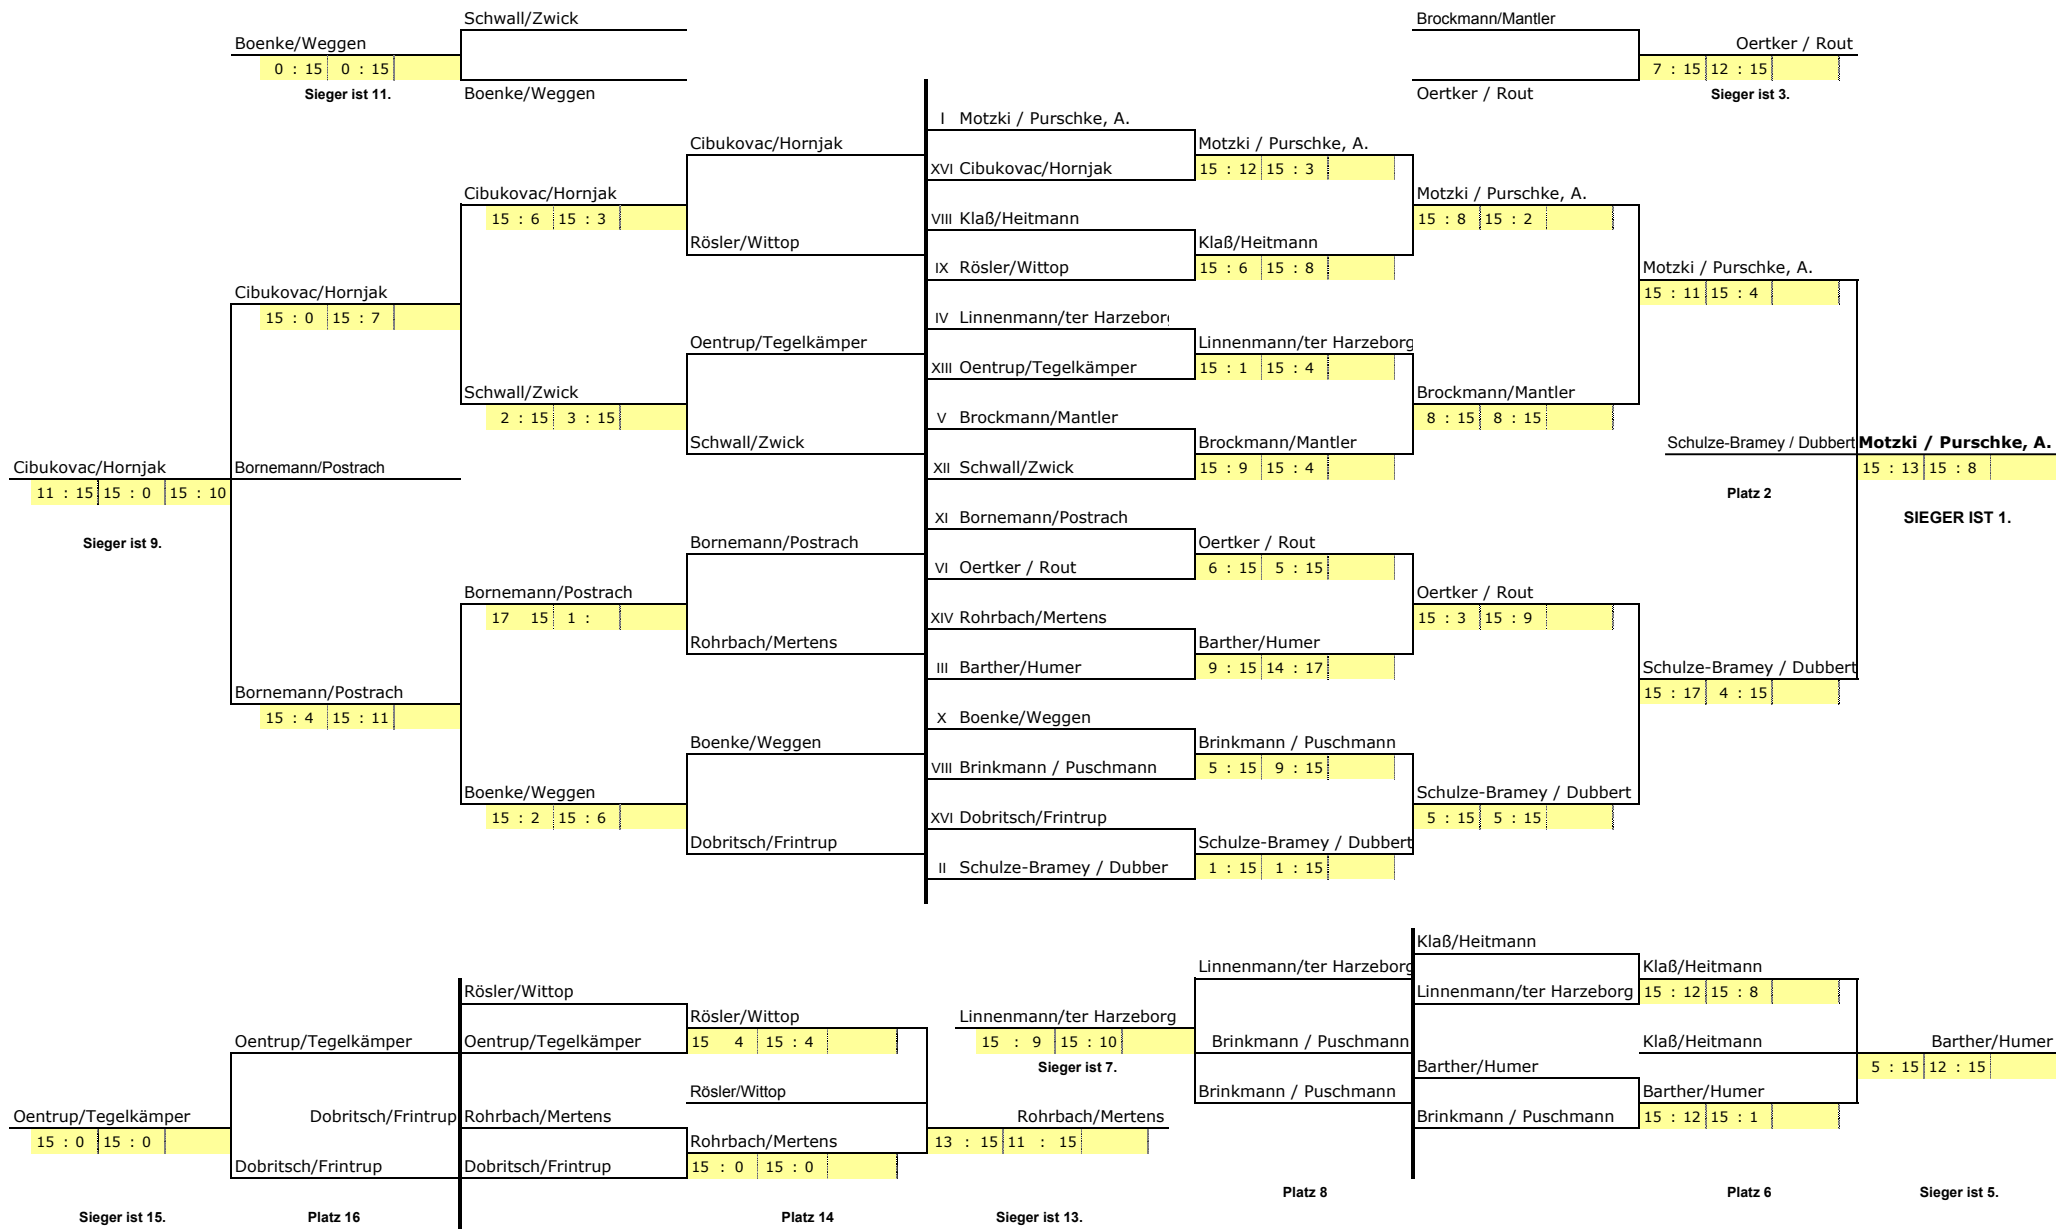 Schwall/Zwick Brockmann/Mantler
Boenke/Weggen Oertker / Rout
0 : 15 0 : 15 7 : 15 12 : 15
Sieger ist 11. Boenke/Weggen Oertker / Rout Sieger ist 3.
I Motzki / Purschke, A.
Cibukovac/Hornjak Motzki / Purschke, A.
XVI Cibukovac/Hornjak 15 : 12 15 : 3
Cibukovac/Hornjak Motzki / Purschke, A.
15 : 6 15 : 3 VIII Klaß/Heitmann 15 : 8 15 : 2
Rösler/Wittop Klaß/Heitmann
IX Rösler/Wittop 15 : 6 15 : 8 Motzki / Purschke, A.
Cibukovac/Hornjak 15 : 11 15 : 4
15 : 0 15 : 7 IV Linnenmann/ter Harzeborg
Oentrup/Tegelkämper Linnenmann/ter Harzeborg
XIII Oentrup/Tegelkämper 15 : 1 15 : 4
Schwall/Zwick Brockmann/Mantler
2 : 15 3 : 15 V Brockmann/Mantler 8 : 15 8 : 15
Schwall/Zwick Brockmann/Mantler Schulze-Bramey / Dubbert Motzki / Purschke, A.
Cibukovac/Hornjak Bornemann/Postrach XII Schwall/Zwick 15 : 9 15 : 4 15 : 13 15 : 8
11 : 15 15 : 0 15 : 10 Platz 2
XI Bornemann/Postrach SIEGER IST 1.
Sieger ist 9. Bornemann/Postrach Oertker / Rout
VI Oertker / Rout 6 : 15 5 : 15
Bornemann/Postrach Oertker / Rout
17 15 1 : XIV Rohrbach/Mertens 15 : 3 15 : 9
Rohrbach/Mertens Barther/Humer
III Barther/Humer 9 : 15 14 : 17 Schulze-Bramey / Dubbert
Bornemann/Postrach 15 : 17 4 : 15
15 : 4 15 : 11 X Boenke/Weggen
Boenke/Weggen Brinkmann / Puschmann
VIII Brinkmann / Puschmann 5 : 15 9 : 15
Boenke/Weggen Schulze-Bramey / Dubbert
15 : 2 15 : 6 XVI Dobritsch/Frintrup 5 : 15 5 : 15
Dobritsch/Frintrup Schulze-Bramey / Dubbert
II Schulze-Bramey / Dubber 1 : 15 1 : 15
Klaß/Heitmann
Linnenmann/ter Harzeborg Klaß/Heitmann
Rösler/Wittop Linnenmann/ter Harzeborg 15 : 12 15 : 8
Rösler/Wittop Linnenmann/ter Harzeborg
Oentrup/Tegelkämper Oentrup/Tegelkämper 15 4 15 : 4 15 : 9 15 : 10 Brinkmann / Puschmann Klaß/Heitmann Barther/Humer
Sieger ist 7. Barther/Humer 5 : 15 12 : 15
Rösler/Wittop Brinkmann / Puschmann Barther/Humer
Oentrup/Tegelkämper Dobritsch/Frintrup Rohrbach/Mertens Rohrbach/Mertens Brinkmann / Puschmann 15 : 12 15 : 1
15 : 0 15 : 0 Rohrbach/Mertens 13 : 15 11 : 15
Dobritsch/Frintrup Dobritsch/Frintrup 15 : 0 15 : 0
Platz 8 Platz 6 Sieger ist 5.
Sieger ist 15. Platz 16 Platz 14 Sieger ist 13.